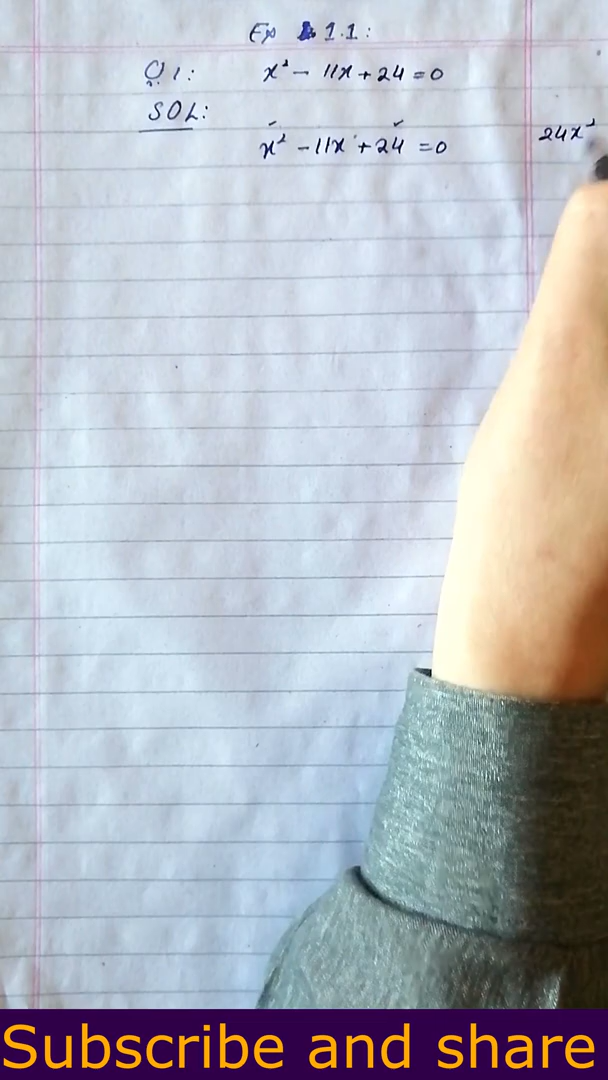 Ex 1.1:
Q1: x² - 11x + 24 = 0
SOL:
x² - 11x + 24 = 0
24x²
Subscribe and share